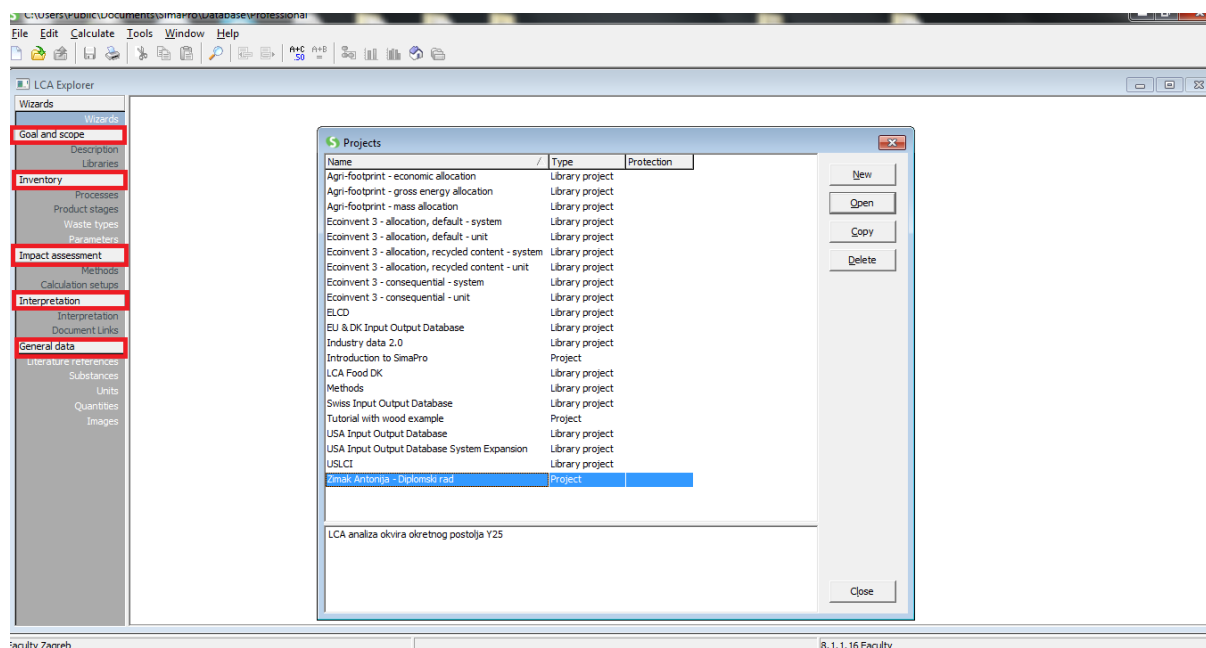 C:\Users\Public\Documents\SimaPro\Database\Professional
File Edit Calculate Tools Window Help
A+C
50
A+B
=
LCA Explorer
Wizards
Wizards
Goal and scope
Description
Libraries
Inventory
Processes
Product stages
Waste types
Parameters
Impact assessment
Methods
Calculation setups
Interpretation
Interpretation
Document Links
General data
Literature references
Substances
Units
Quantities
Images
Projects
Name / Type Protection
Agri-footprint - economic allocation Library project
Agri-footprint - gross energy allocation Library project
Agri-footprint - mass allocation Library project
Ecoinvent 3 - allocation, default - system Library project
Ecoinvent 3 - allocation, default - unit Library project
Ecoinvent 3 - allocation, recycled content - system Library project
Ecoinvent 3 - allocation, recycled content - unit Library project
Ecoinvent 3 - consequential - system Library project
Ecoinvent 3 - consequential - unit Library project
ELCD Library project
EU & DK Input Output Database Library project
Industry data 2.0 Library project
Introduction to SimaPro Project
LCA Food DK Library project
Methods Library project
Swiss Input Output Database Library project
Tutorial with wood example Project
USA Input Output Database Library project
USA Input Output Database System Expansion Library project
USLCI Library project
Zimak Antonija - Diplomski rad Project
LCA analiza okvira okretnog postolja Y25
New
Open
Copy
Delete
Close
Faculty Zagreb 8.1.1.16 Faculty